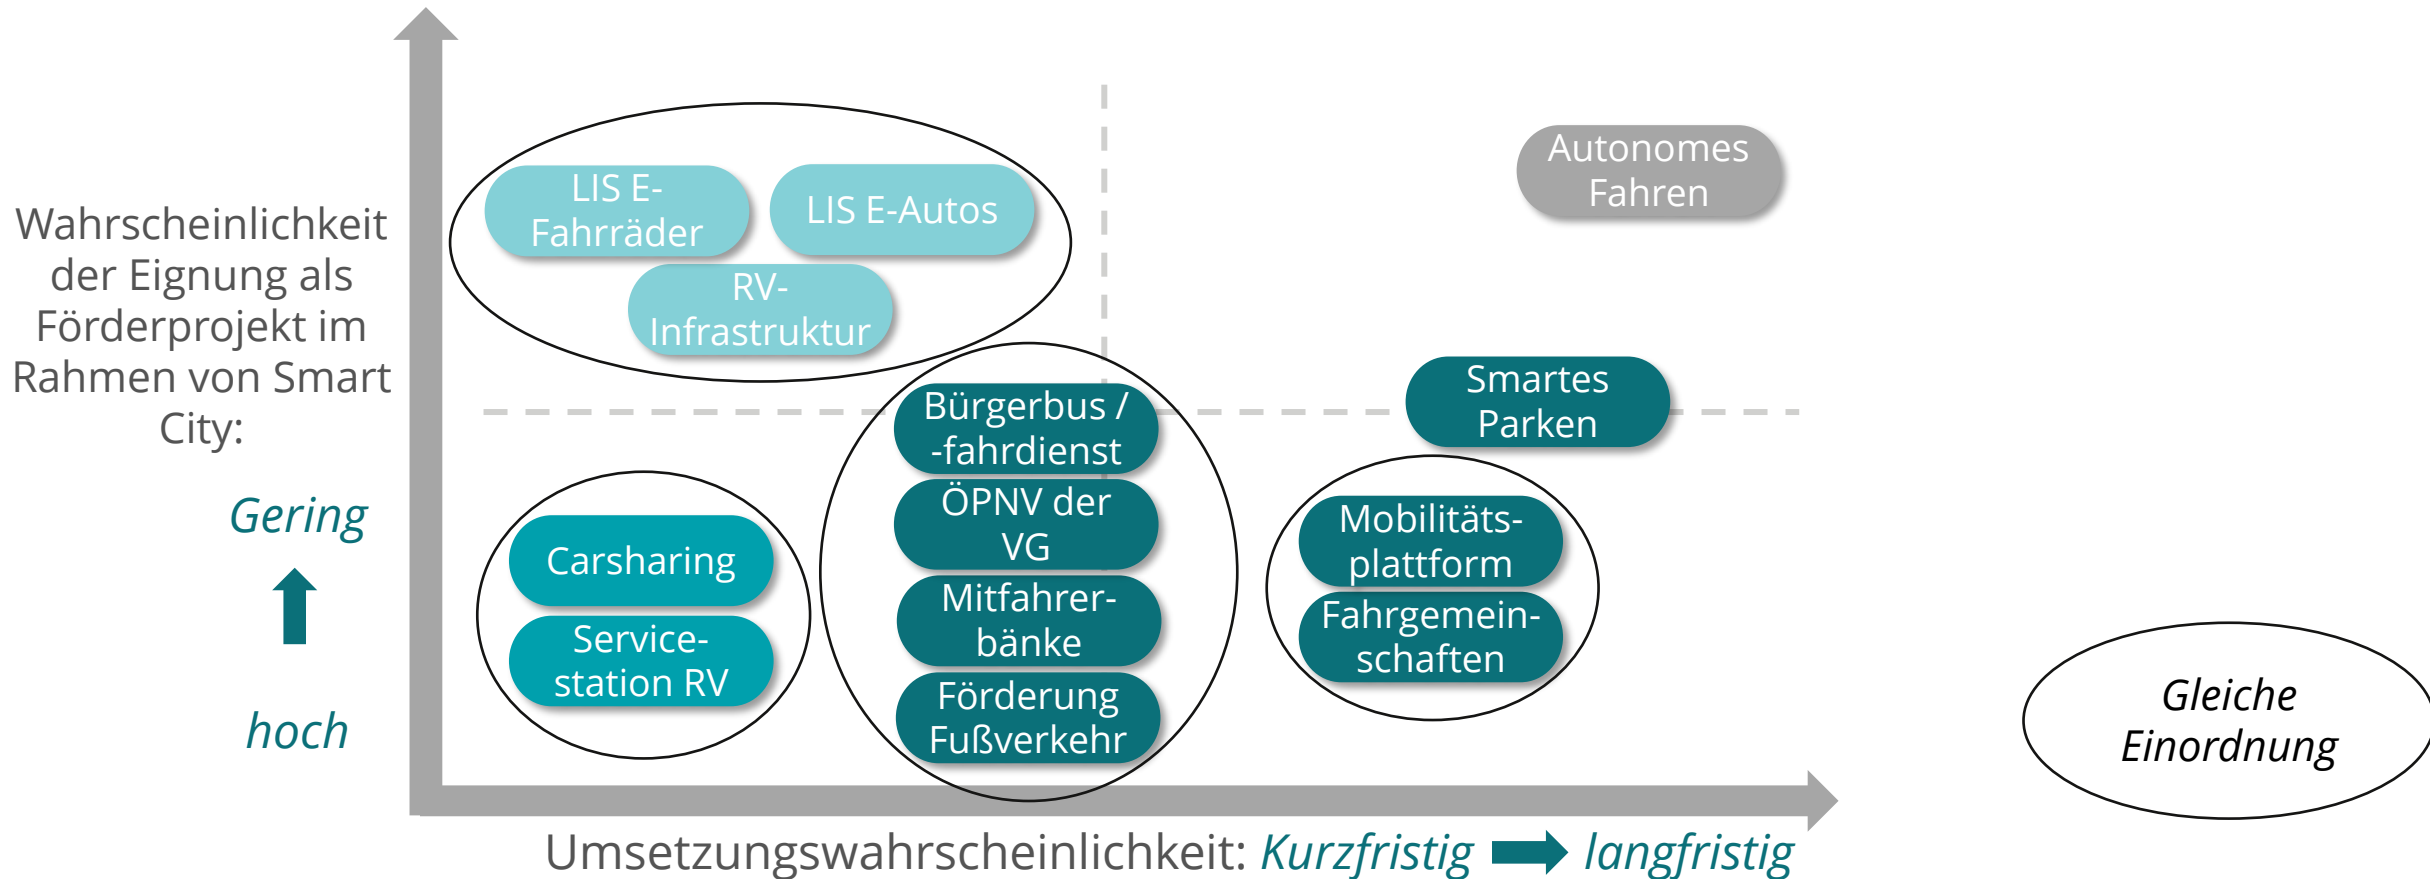 Wahrscheinlichkeit
der Eignung als
Förderprojekt im
Rahmen von Smart
City:
Gering
hoch
LIS E-
Fahrräder
LIS E-Autos
RV-
Infrastruktur
Autonomes
Fahren
Smartes
Parken
Bürgerbus /
-fahrdienst
ÖPNV der
VG
Mitfahrer-
bänke
Förderung
Fußverkehr
Carsharing
Service-
station RV
Mobilitäts-
plattform
Fahrgemein-
schaften
Gleiche
Einordnung
Umsetzungswahrscheinlichkeit: Kurzfristig langfristig